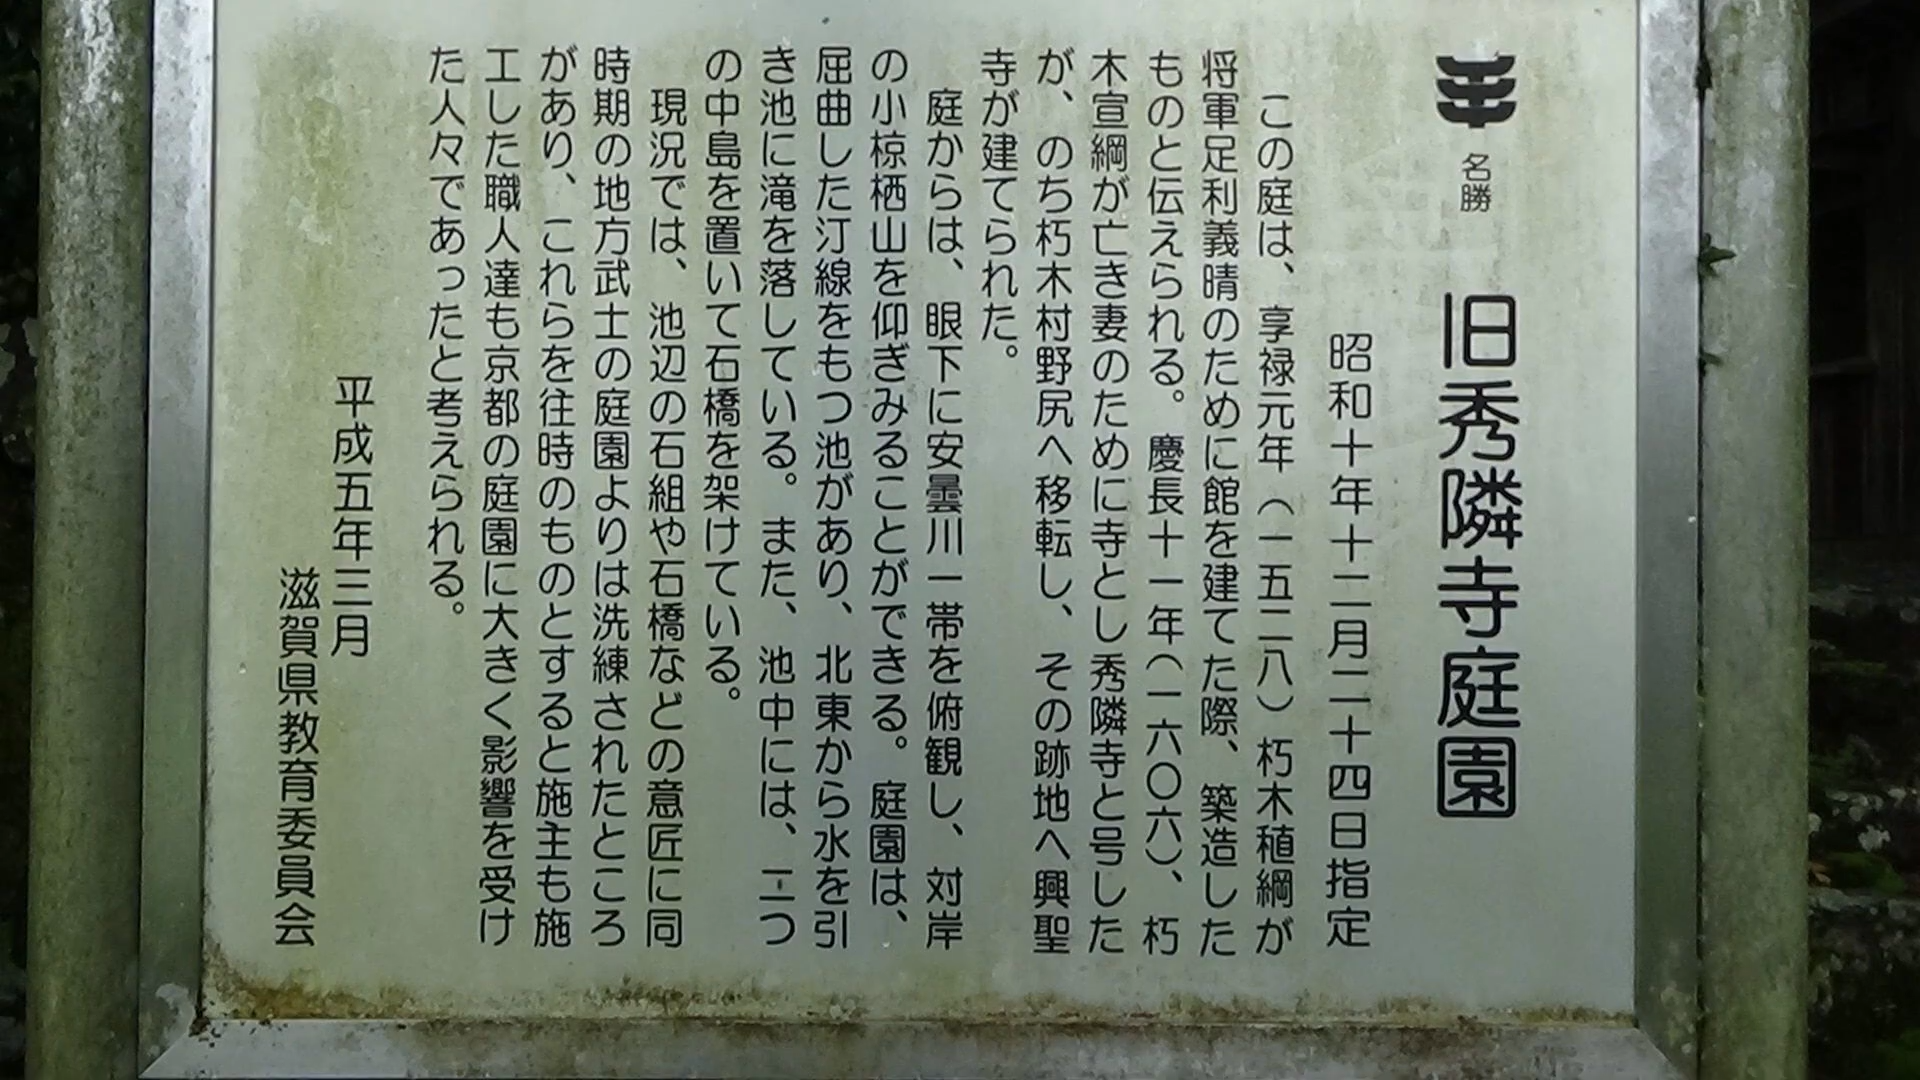 名勝 旧秀隣寺庭園
昭和十年十二月二十四日指定
この庭は、享禄元年（一五二八）朽木稙綱が
将軍足利義晴のために館を建てた際、築造した
ものと伝えられる。慶長十一年（一六〇六）、朽
木宣綱が亡き妻のために寺とし秀隣寺と号した
が、のち朽木村野尻へ移転し、その跡地へ興聖
寺が建てられた。
庭からは、眼下に安曇川一帯を俯観し、対岸
の小椋栖山を仰ぎみることができる。庭園は、
屈曲した汀線をもつ池があり、北東から水を引
き池に滝を落している。また、池中には、二つ
の中島を置いて石橋を架けている。
現況では、池辺の石組や石橋などの意匠に同
時期の地方武士の庭園よりは洗練されたところ
があり、これらを往時のものとすると施主も施
工した職人達も京都の庭園に大きく影響を受け
た人々であったと考えられる。
平成五年三月
滋賀県教育委員会